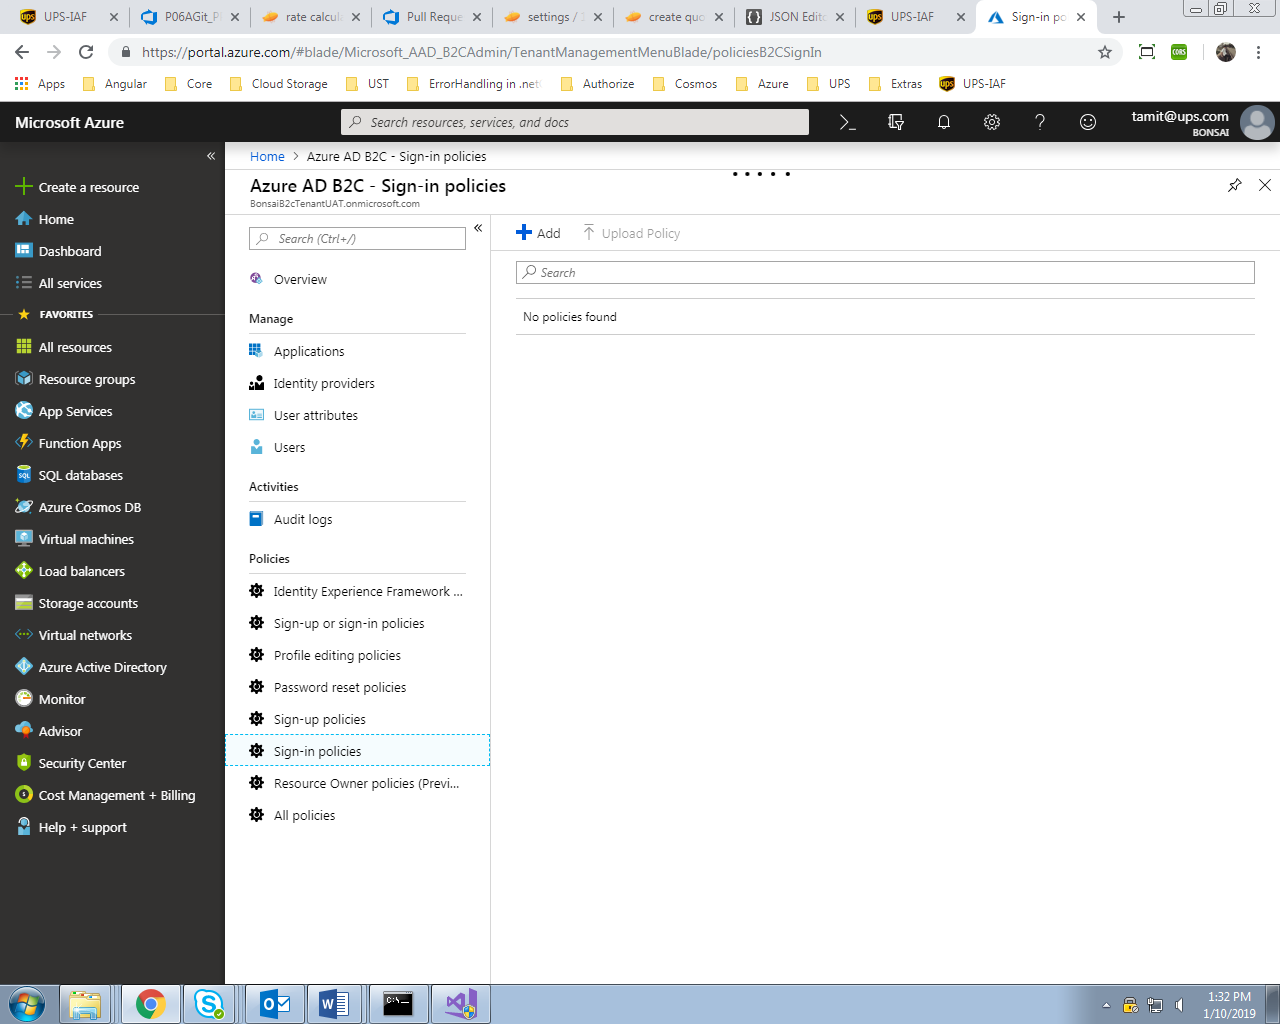 UPS-IAF
P06AGit_P
rate calcula
Pull Reque
settings /
create quo
JSON Edit
UPS-IAF
Sign-in po
https://portal.azure.com/#blade/Microsoft_AAD_B2CAdmin/TenantManagementMenuBlade/policiesB2CSignIn
CORS
Apps
Angular
Core
Cloud Storage
UST
ErrorHandling in .net
Authorize
Cosmos
Azure
UPS
Extras
UPS-IAF
Microsoft Azure
Search resources, services, and docs
tamit@ups.com
BONSAI
Create a resource
Home
Dashboard
All services
FAVORITES
All resources
Resource groups
App Services
Function Apps
SQL databases
Azure Cosmos DB
Virtual machines
Load balancers
Storage accounts
Virtual networks
Azure Active Directory
Monitor
Advisor
Security Center
Cost Management + Billing
Help + support
Home > Azure AD B2C - Sign-in policies
Azure AD B2C - Sign-in policies
BonsaiB2cTenantUAT.onmicrosoft.com
Search (Ctrl+/)
Overview
Manage
Applications
Identity providers
User attributes
Users
Activities
Audit logs
Policies
Identity Experience Framework ...
Sign-up or sign-in policies
Profile editing policies
Password reset policies
Sign-up policies
Sign-in policies
Resource Owner policies (Previ...
All policies
Add
Upload Policy
Search
No policies found
1:32 PM
1/10/2019